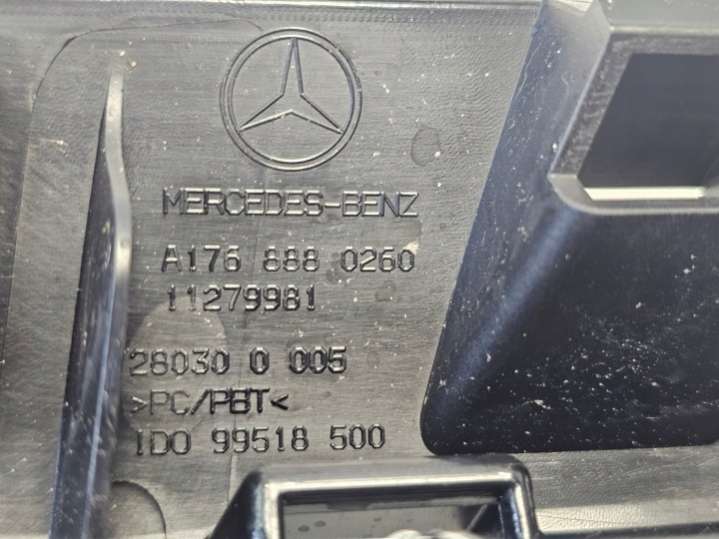 MERCEDES-BENZ
A176 888 0260
11279981
28030 0 005
>PC/PBT<
1D0 99518 500